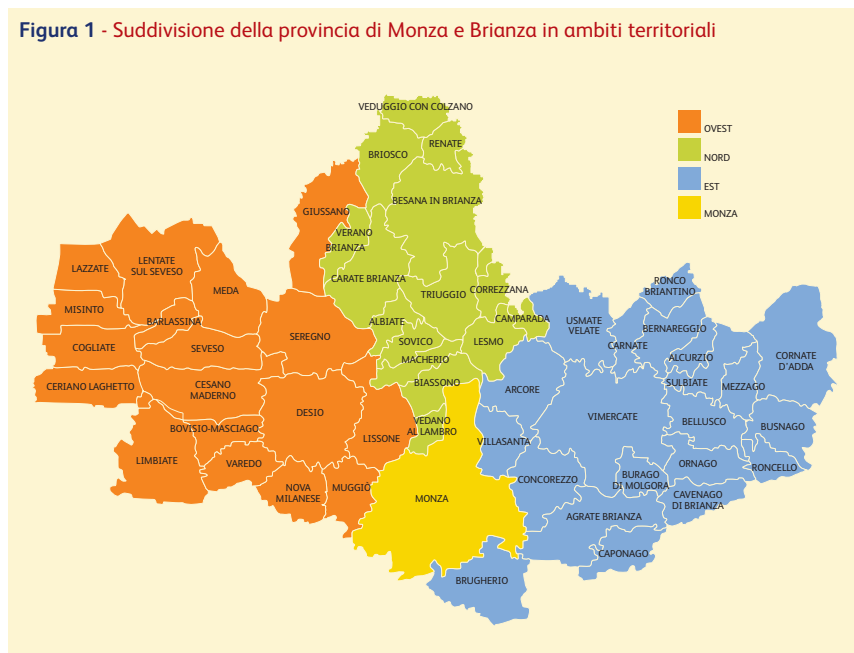 Figura 1 - Suddivisione della provincia di Monza e Brianza in ambiti territoriali
VEDUGGIO CON COLZANO
OVEST
NORD
EST
MONZA
RENATE
BRIOSCO
BESANA IN BRIANZA
GIUSSANO
VERANO
BRIANZA
LENTATE
SUL SEVESO
LAZZATE
MEDA
CARATE BRIANZA
TRIUGGIO
CORREZZANA
RONCO
BRIANTINO
MISINTO
BARLASSINA
ALBIATE
CAMPARADA
USMATE
VELATE
BERNAREGGIO
SEREGNO
SOVICO
LESMO
CARNATE
COGLIATE
SEVESO
MACHERIO
ALCURZIO
CORNATE
D'ADDA
CERIANO LAGHETTO
CESANO
MADERNO
BIASSONO
ARCORE
SULBIATE
MEZZAGO
DESIO
VIMERCATE
BELLUSCO
BUSNAGO
BOVISIO-MASCIAGO
VEDANO
AL LAMBRO
LISSONE
VILLASANTA
LIMBIATE
VAREDO
ORNAGO
RONCELLO
CONCOREZZO
BURAGO
DI MOLGORA
NOVA
MILANESE
MUGGIÒ
MONZA
CAVENAGO
DI BRIANZA
AGRATE BRIANZA
CAPONAGO
BRUGHERIO